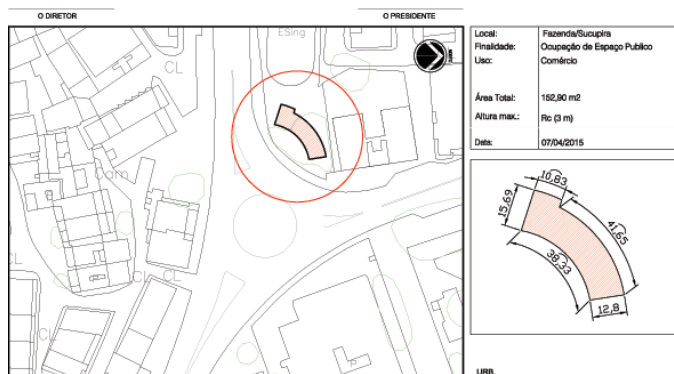 O DIRETOR
O PRESIDENTE
ESing
CL
Cam
CL
CL
CL
P
Local: Fazenda/Sucupira
Finalidade: Ocupação de Espaço Publico
Uso: Comércio
Área Total: 152,90 m2
Altura max.: Rc (3 m)
Data: 07/04/2015
10,83
15,69
41,65
38,33
12,8
URB